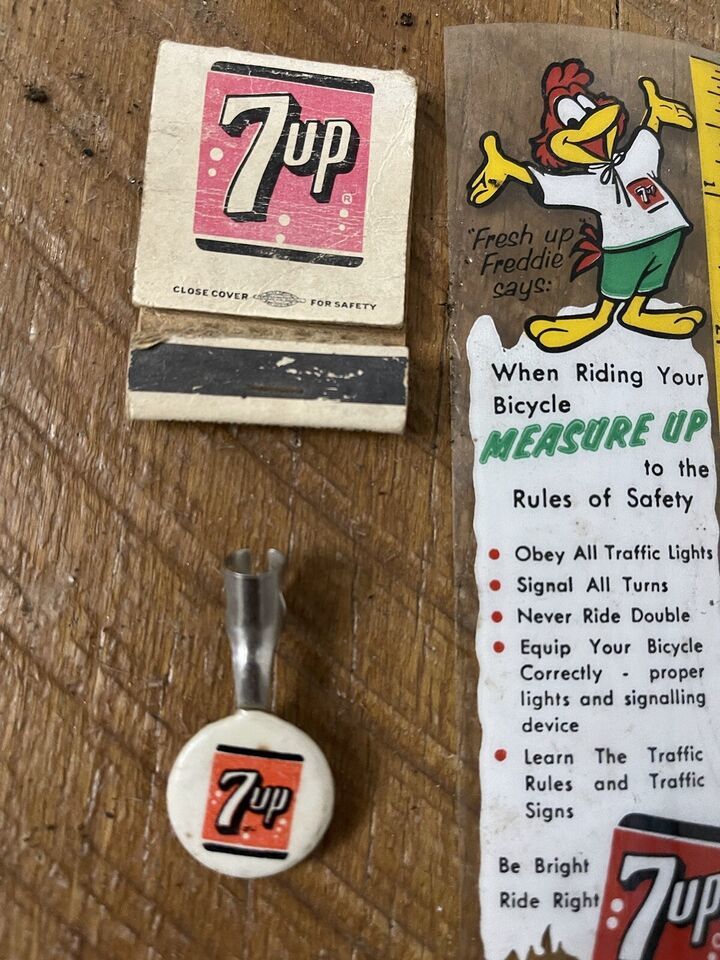 7up
®
CLOSE COVER FOR SAFETY
7up
"Fresh up"
Freddie
says:
When Riding Your
Bicycle
MEASURE UP
to the
Rules of Safety
• Obey All Traffic Lights
• Signal All Turns
• Never Ride Double
• Equip Your Bicycle
Correctly - proper
lights and signalling
device
• Learn The Traffic
Rules and Traffic
Signs
Be Bright
Ride Right
7up
7up
1